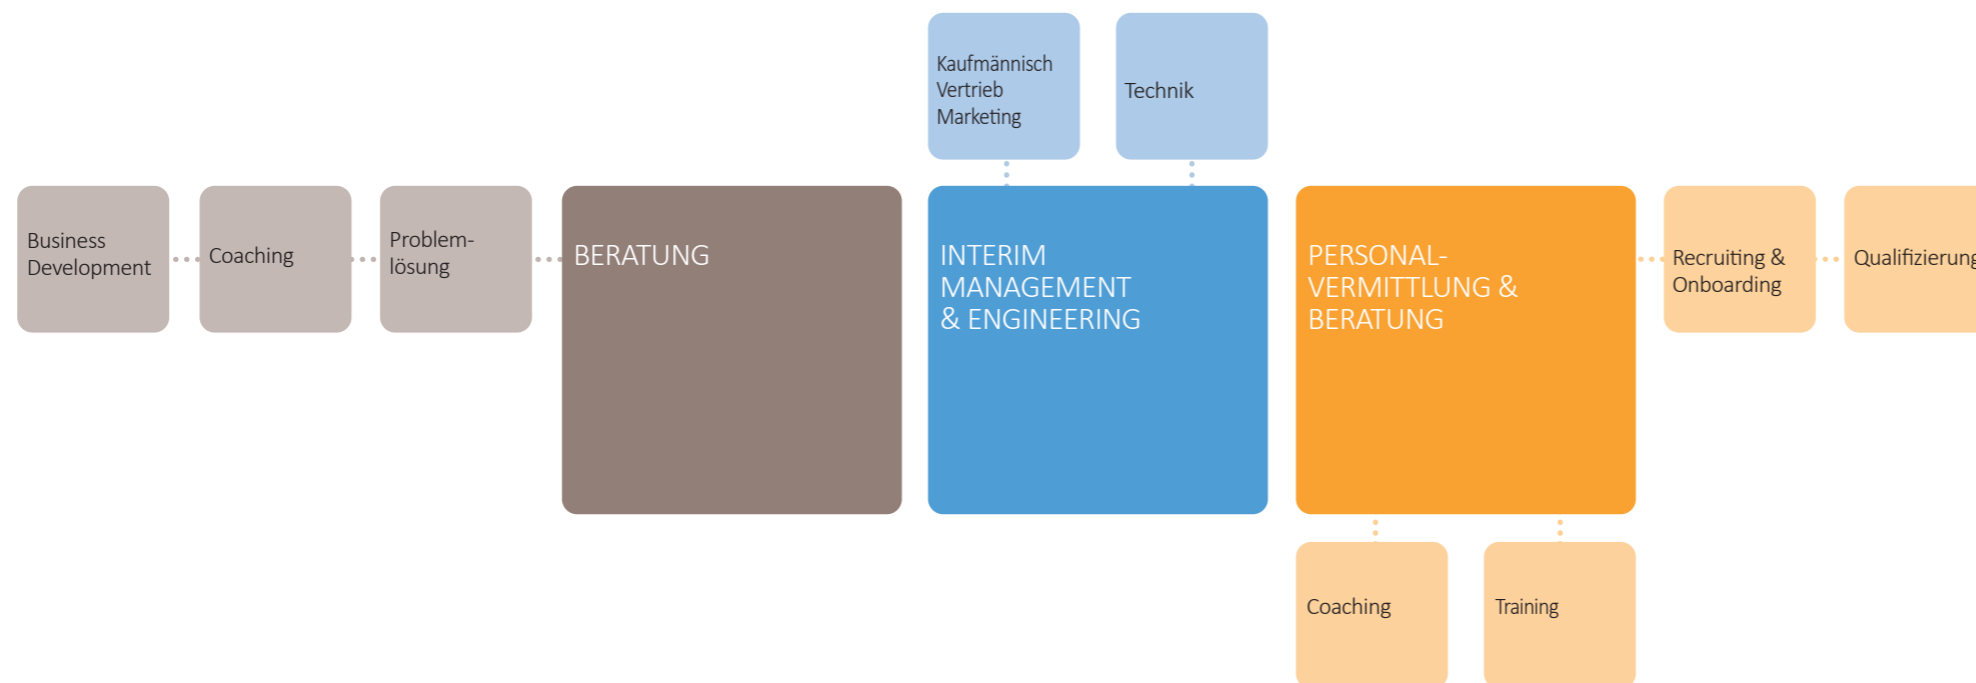 Kaufmännisch
Vertrieb
Marketing
Technik
Business
Development
Coaching
Problem-
lösung
BERATUNG
INTERIM
MANAGEMENT
& ENGINEERING
PERSONAL-
VERMITTLUNG &
BERATUNG
Recruiting &
Onboarding
Qualifizierung
Coaching
Training